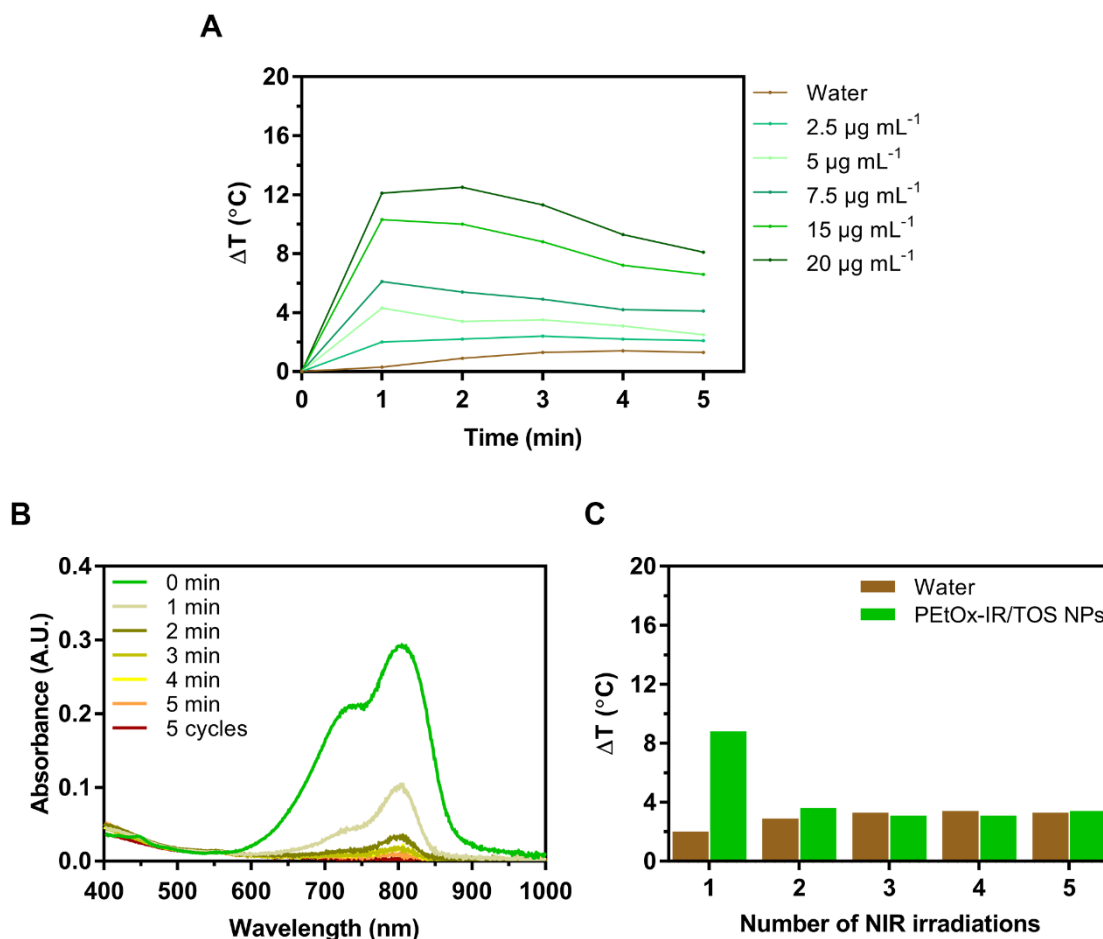 A
20
16
12
8
4
0
ΔT (°C)
0 1 2 3 4 5
Time (min)
Water
2.5 µg mL⁻¹
5 µg mL⁻¹
7.5 µg mL⁻¹
15 µg mL⁻¹
20 µg mL⁻¹
B
0.4
0.3
0.2
0.1
0.0
Absorbance (A.U.)
0 min
1 min
2 min
3 min
4 min
5 min
5 cycles
400 500 600 700 800 900 1000
Wavelength (nm)
C
20
16
12
8
4
0
ΔT (°C)
Water
PEtOx-IR/TOS NPs
1 2 3 4 5
Number of NIR irradiations